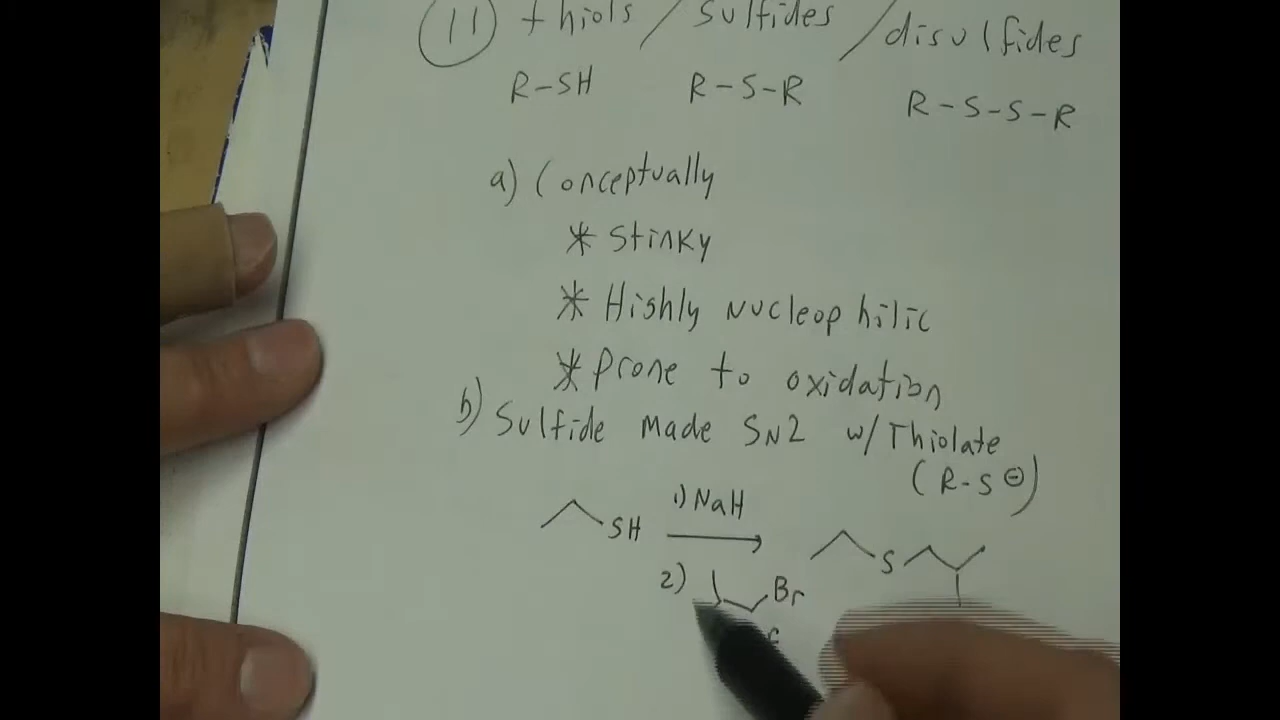 11 thiols / sulfides / disulfides
R-SH R-S-R R-S-S-R
a) Conceptually
* Stinky
* Highly nucleophilic
* Prone to oxidation
b) Sulfide made SN2 w/ Thiolate
(R-S⊖)
1) NaH
SH S
2) Br